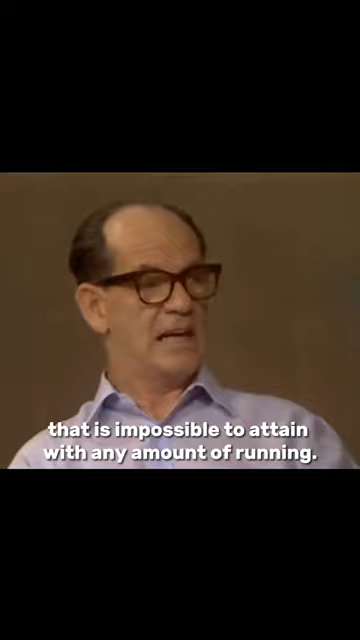 that is impossible to attain
with any amount of running.